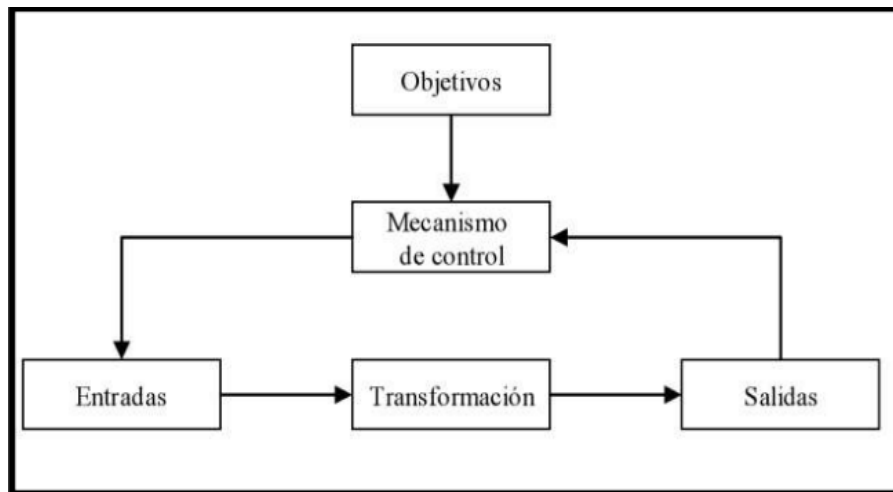 Objetivos
Mecanismo
de control
Entradas
Transformación
Salidas